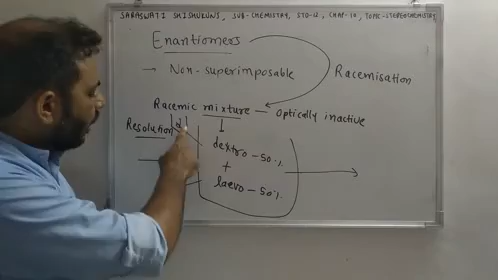 SARASWATI SHISHUKUNJ, SUB-CHEMISTRY, STD-12, CHAP-10, TOPIC-STEREOCHEMISTRY
Enantiomers
— Non-superimposable
Racemisation
Racemic mixture — Optically inactive
Resolution
dextro - 50 %
+
laevo - 50 %